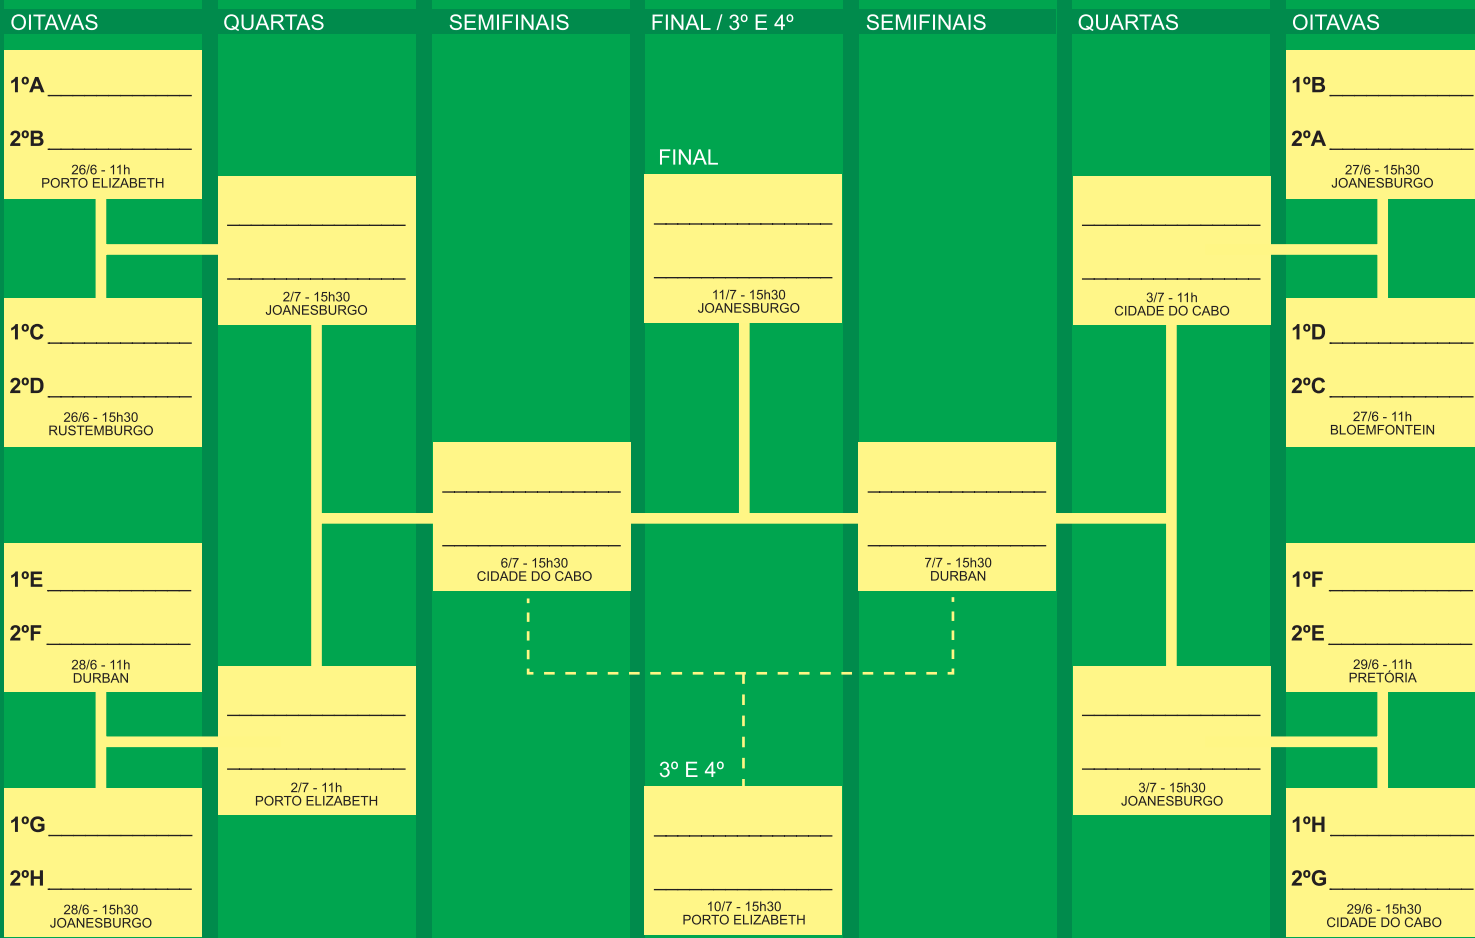 OITAVAS
QUARTAS
SEMIFINAIS
FINAL / 3º E 4º
SEMIFINAIS
QUARTAS
OITAVAS
1ºA
2ºB
26/6 - 11h
PORTO ELIZABETH
1ºC
2ºD
26/6 - 15h30
RUSTEMBURGO
1ºE
2ºF
28/6 - 11h
DURBAN
1ºG
2ºH
28/6 - 15h30
JOANESBURGO
2/7 - 15h30
JOANESBURGO
2/7 - 11h
PORTO ELIZABETH
6/7 - 15h30
CIDADE DO CABO
FINAL
11/7 - 15h30
JOANESBURGO
3º E 4º
10/7 - 15h30
PORTO ELIZABETH
7/7 - 15h30
DURBAN
3/7 - 11h
CIDADE DO CABO
3/7 - 15h30
JOANESBURGO
1ºB
2ºA
27/6 - 15h30
JOANESBURGO
1ºD
2ºC
27/6 - 11h
BLOEMFONTEIN
1ºF
2ºE
29/6 - 11h
PRETÓRIA
1ºH
2ºG
29/6 - 15h30
CIDADE DO CABO